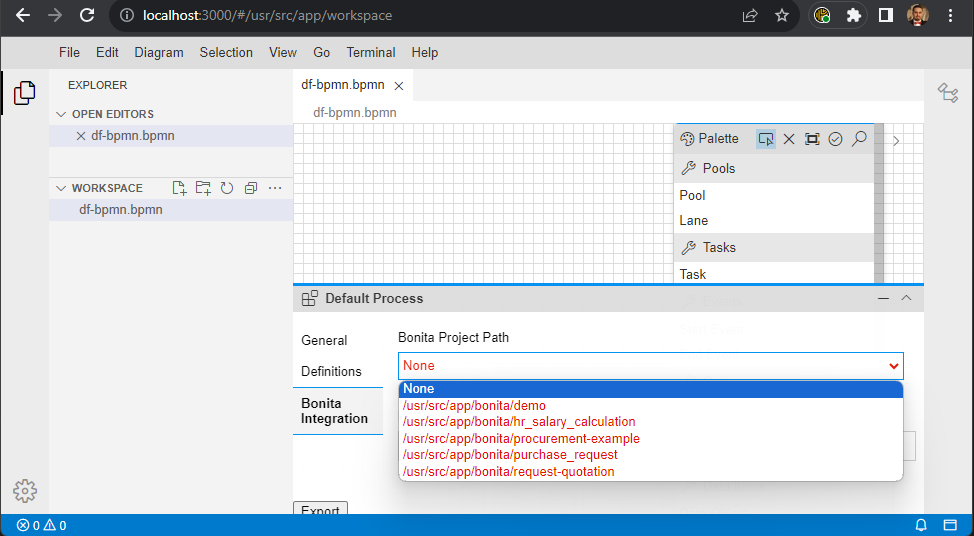 localhost:3000/#/usr/src/app/workspace
File Edit Diagram Selection View Go Terminal Help
EXPLORER
OPEN EDITORS
df-bpmn.bpmn
WORKSPACE
df-bpmn.bpmn
df-bpmn.bpmn
df-bpmn.bpmn
Palette
Pools
Pool
Lane
Tasks
Task
Default Process
General
Definitions
Bonita
Integration
Bonita Project Path
None
None
/usr/src/app/bonita/demo
/usr/src/app/bonita/hr_salary_calculation
/usr/src/app/bonita/procurement-example
/usr/src/app/bonita/purchase_request
/usr/src/app/bonita/request-quotation
Export
0 0